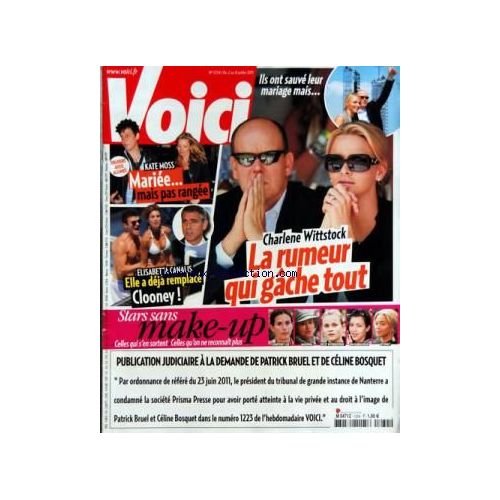 www.voici.fr
Ils ont sauvé leur
mariage mais...
Voici
KATE MOSS
Mariée...
mais pas rangée
ELISABETTA CANALIS
Elle a déjà remplacé
Clooney !
Charlene Wittstock
La rumeur
qui gâche tout
Stars sans
make-up
Celles qui s'en sortent Celles qu'on ne reconnaît plus
PUBLICATION JUDICIAIRE À LA DEMANDE DE PATRICK BRUEL ET DE CÉLINE BOSQUET
" Par ordonnance de référé du 23 juin 2011, le président du tribunal de grande instance de Nanterre a
condamné la société Prisma Presse pour avoir porté atteinte à la vie privée et au droit à l'image de
Patrick Bruel et Céline Bosquet dans le numéro 1223 de l'hebdomadaire VOICI."